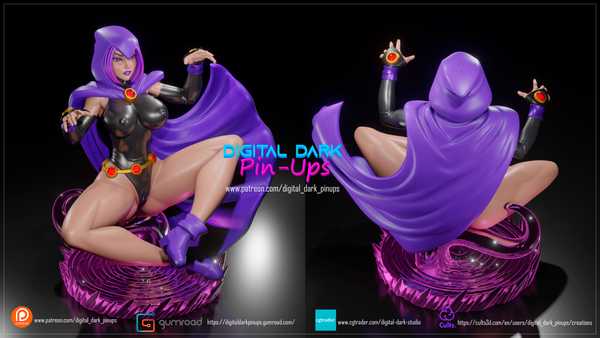 DIGITAL DARK
Pin-Ups
www.patreon.com/digital_dark_pinups
patreon
www.patreon.com/digital_dark_pinups
gumroad
https://digitaldarkpinups.gumroad.com/
cgtrader
www.cgtrader.com/digital-dark-studio
Cults
https://cults3d.com/en/users/digital_dark_pinups/creations